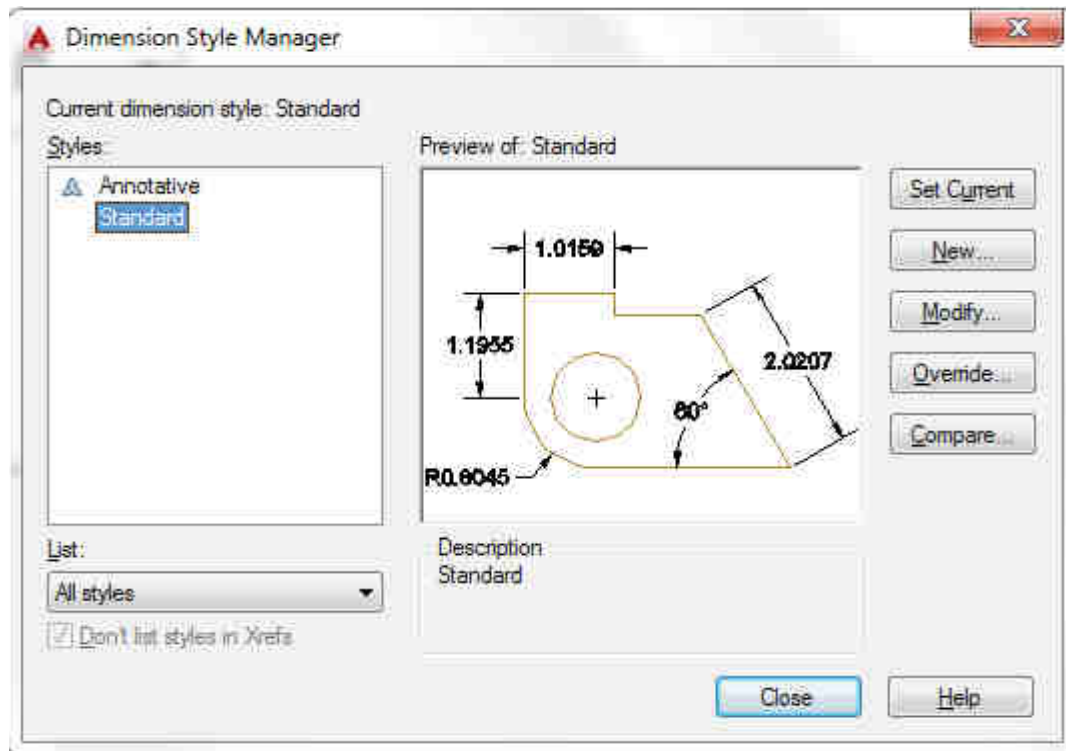 Dimension Style Manager
Current dimension style: Standard
Styles:
Annotative
Standard
Preview of: Standard
1.0159
1.1955
2.0207
60°
R0.8045
Set Current
New...
Modify...
Override...
Compare...
List:
All styles
Don't list styles in Xrefs
Description
Standard
Close
Help